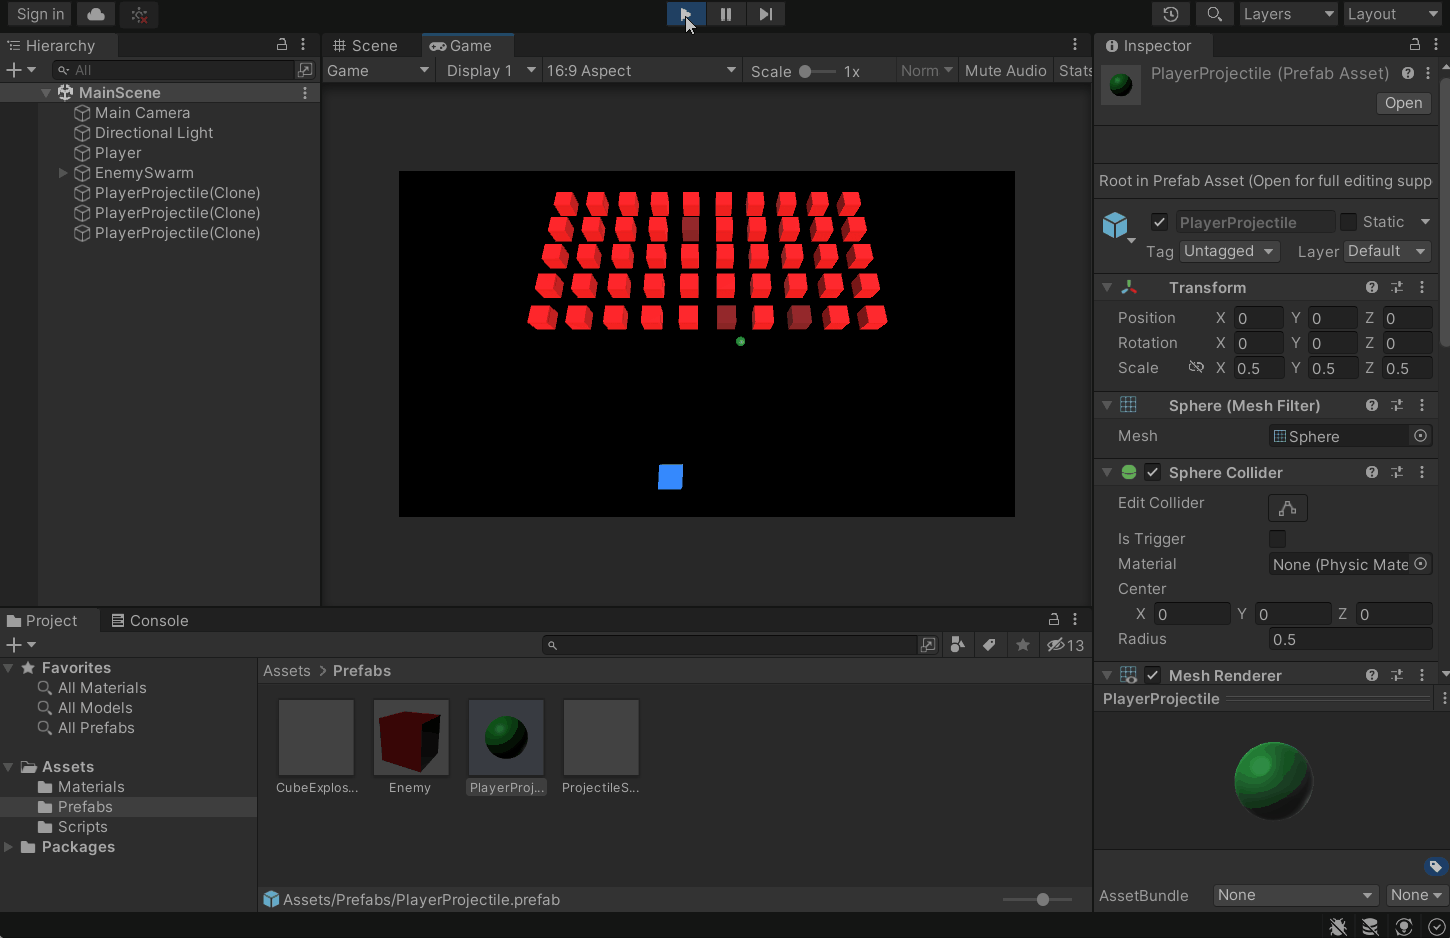 Sign in
Layers
Layout
Hierarchy
Scene
Game
Inspector
All
Game
Display 1
16:9 Aspect
Scale
1x
Norm
Mute Audio
Stats
PlayerProjectile (Prefab Asset)
Open
MainScene
Main Camera
Directional Light
Player
EnemySwarm
PlayerProjectile(Clone)
PlayerProjectile(Clone)
PlayerProjectile(Clone)
Root in Prefab Asset (Open for full editing supp
PlayerProjectile
Static
Tag Untagged Layer Default
Transform
Position X 0 Y 0 Z 0
Rotation X 0 Y 0 Z 0
Scale X 0.5 Y 0.5 Z 0.5
Sphere (Mesh Filter)
Mesh Sphere
Sphere Collider
Edit Collider
Is Trigger
Material None (Physic Mate
Center
X 0 Y 0 Z 0
Radius 0.5
Mesh Renderer
PlayerProjectile
AssetBundle None None
Project
Console
13
Favorites
All Materials
All Models
All Prefabs
Assets
Materials
Prefabs
Scripts
Packages
Assets > Prefabs
CubeExplos...
Enemy
PlayerProj...
ProjectileS...
Assets/Prefabs/PlayerProjectile.prefab